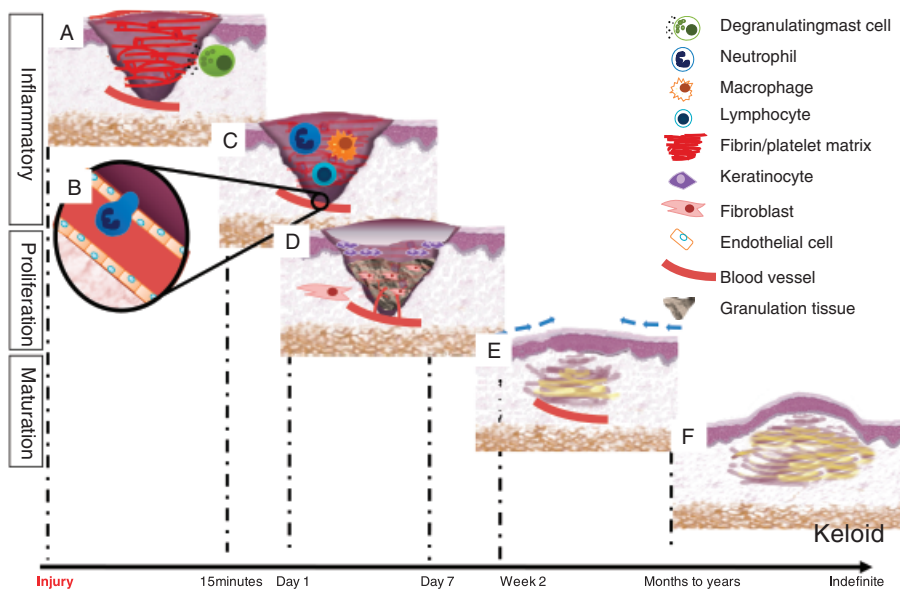 A
B
C
D
E
F
Inflammatory
Proliferation
Maturation
Degranulatingmast cell
Neutrophil
Macrophage
Lymphocyte
Fibrin/platelet matrix
Keratinocyte
Fibroblast
Endothelial cell
Blood vessel
Granulation tissue
Keloid
Injury
15minutes
Day 1
Day 7
Week 2
Months to years
Indefinite